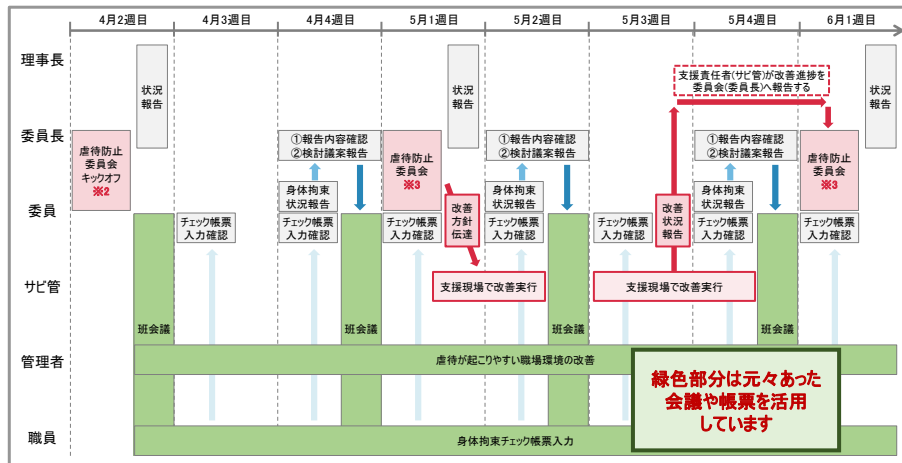 4月2週目
4月3週目
4月4週目
5月1週目
5月2週目
5月3週目
5月4週目
6月1週目
理事長
状況
報告
状況
報告
支援責任者(サビ管)が改善進捗を
委員会(委員長)へ報告する
状況
報告
委員長
虐待防止
委員会
キックオフ
※2
①報告内容確認
②検討議案報告
虐待防止
委員会
※3
①報告内容確認
②検討議案報告
①報告内容確認
②検討議案報告
虐待防止
委員会
※3
身体拘束
状況報告
身体拘束
状況報告
身体拘束
状況報告
委員
チェック帳票
入力確認
チェック帳票
入力確認
チェック帳票
入力確認
改善
方針
伝達
チェック帳票
入力確認
チェック帳票
入力確認
改善
状況
報告
チェック帳票
入力確認
チェック帳票
入力確認
サビ管
支援現場で改善実行
支援現場で改善実行
班会議
班会議
班会議
班会議
管理者
虐待が起こりやすい職場環境の改善
緑色部分は元々あった
会議や帳票を活用
しています
職員
身体拘束チェック帳票入力